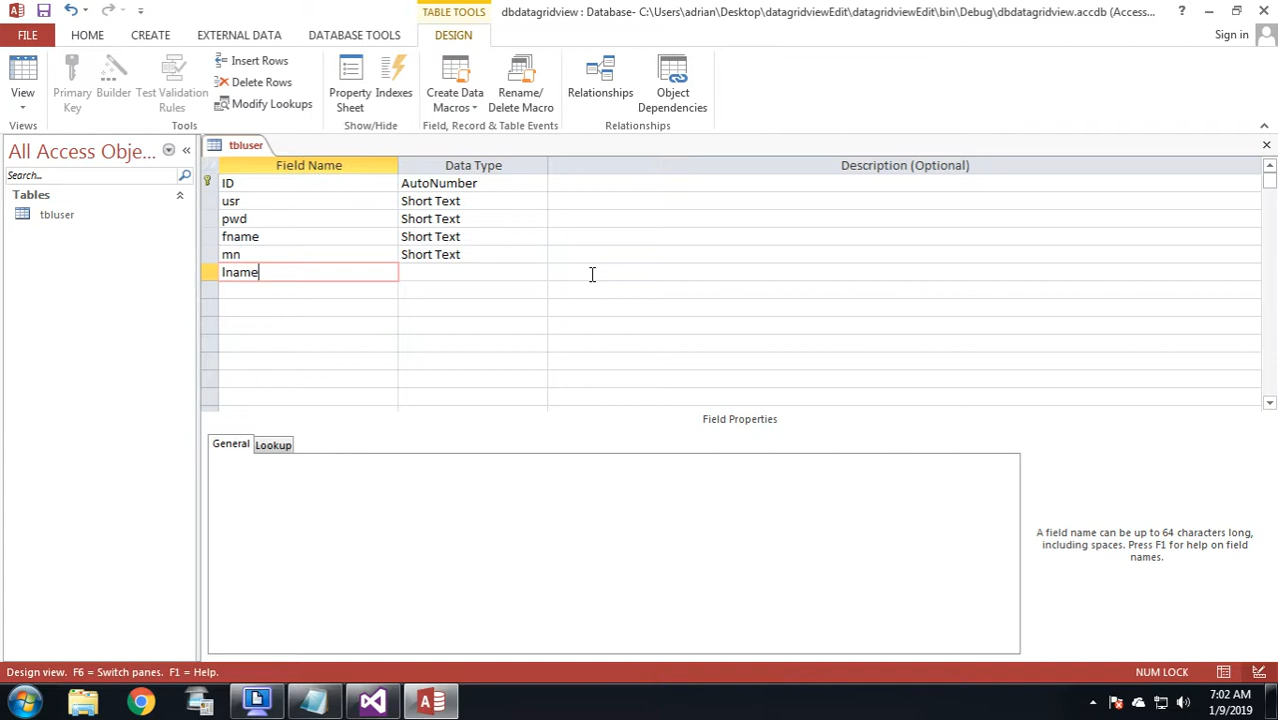 TABLE TOOLS
dbdatagridview : Database- C:\Users\adrian\Desktop\datagridviewEdit\datagridviewEdit\bin\Debug\dbdatagridview.accdb (Access...
FILE HOME CREATE EXTERNAL DATA DATABASE TOOLS DESIGN Sign in
View
Primary Key
Builder
Test Validation Rules
Insert Rows
Delete Rows
Modify Lookups
Property Sheet
Indexes
Create Data Macros
Rename/ Delete Macro
Relationships
Object Dependencies
Views Tools Show/Hide Field, Record & Table Events Relationships
All Access Obje...
Search...
Tables
tbluser
tbluser
Field Name Data Type Description (Optional)
ID AutoNumber
usr Short Text
pwd Short Text
fname Short Text
mn Short Text
lname
Field Properties
General Lookup
A field name can be up to 64 characters long,
including spaces. Press F1 for help on field
names.
Design view. F6 = Switch panes. F1 = Help.
NUM LOCK
7:02 AM
1/9/2019